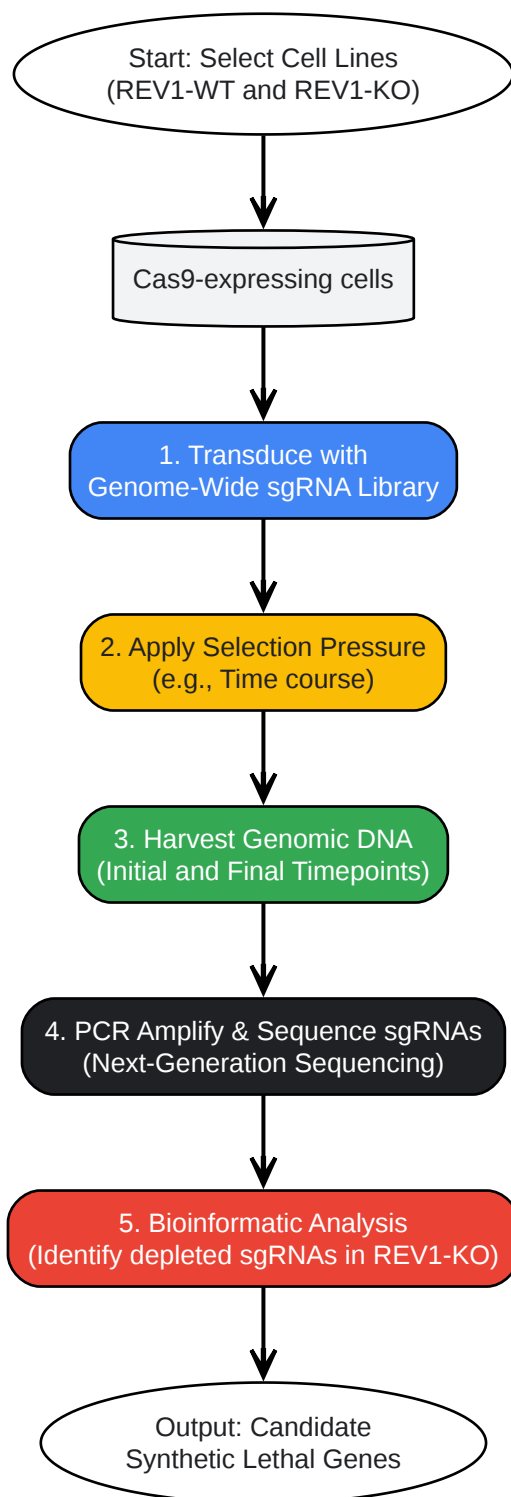 Start: Select Cell Lines
(REV1-WT and REV1-KO)
Cas9-expressing cells
1. Transduce with
Genome-Wide sgRNA Library
2. Apply Selection Pressure
(e.g., Time course)
3. Harvest Genomic DNA
(Initial and Final Timepoints)
4. PCR Amplify & Sequence sgRNAs
(Next-Generation Sequencing)
5. Bioinformatic Analysis
(Identify depleted sgRNAs in REV1-KO)
Output: Candidate
Synthetic Lethal Genes